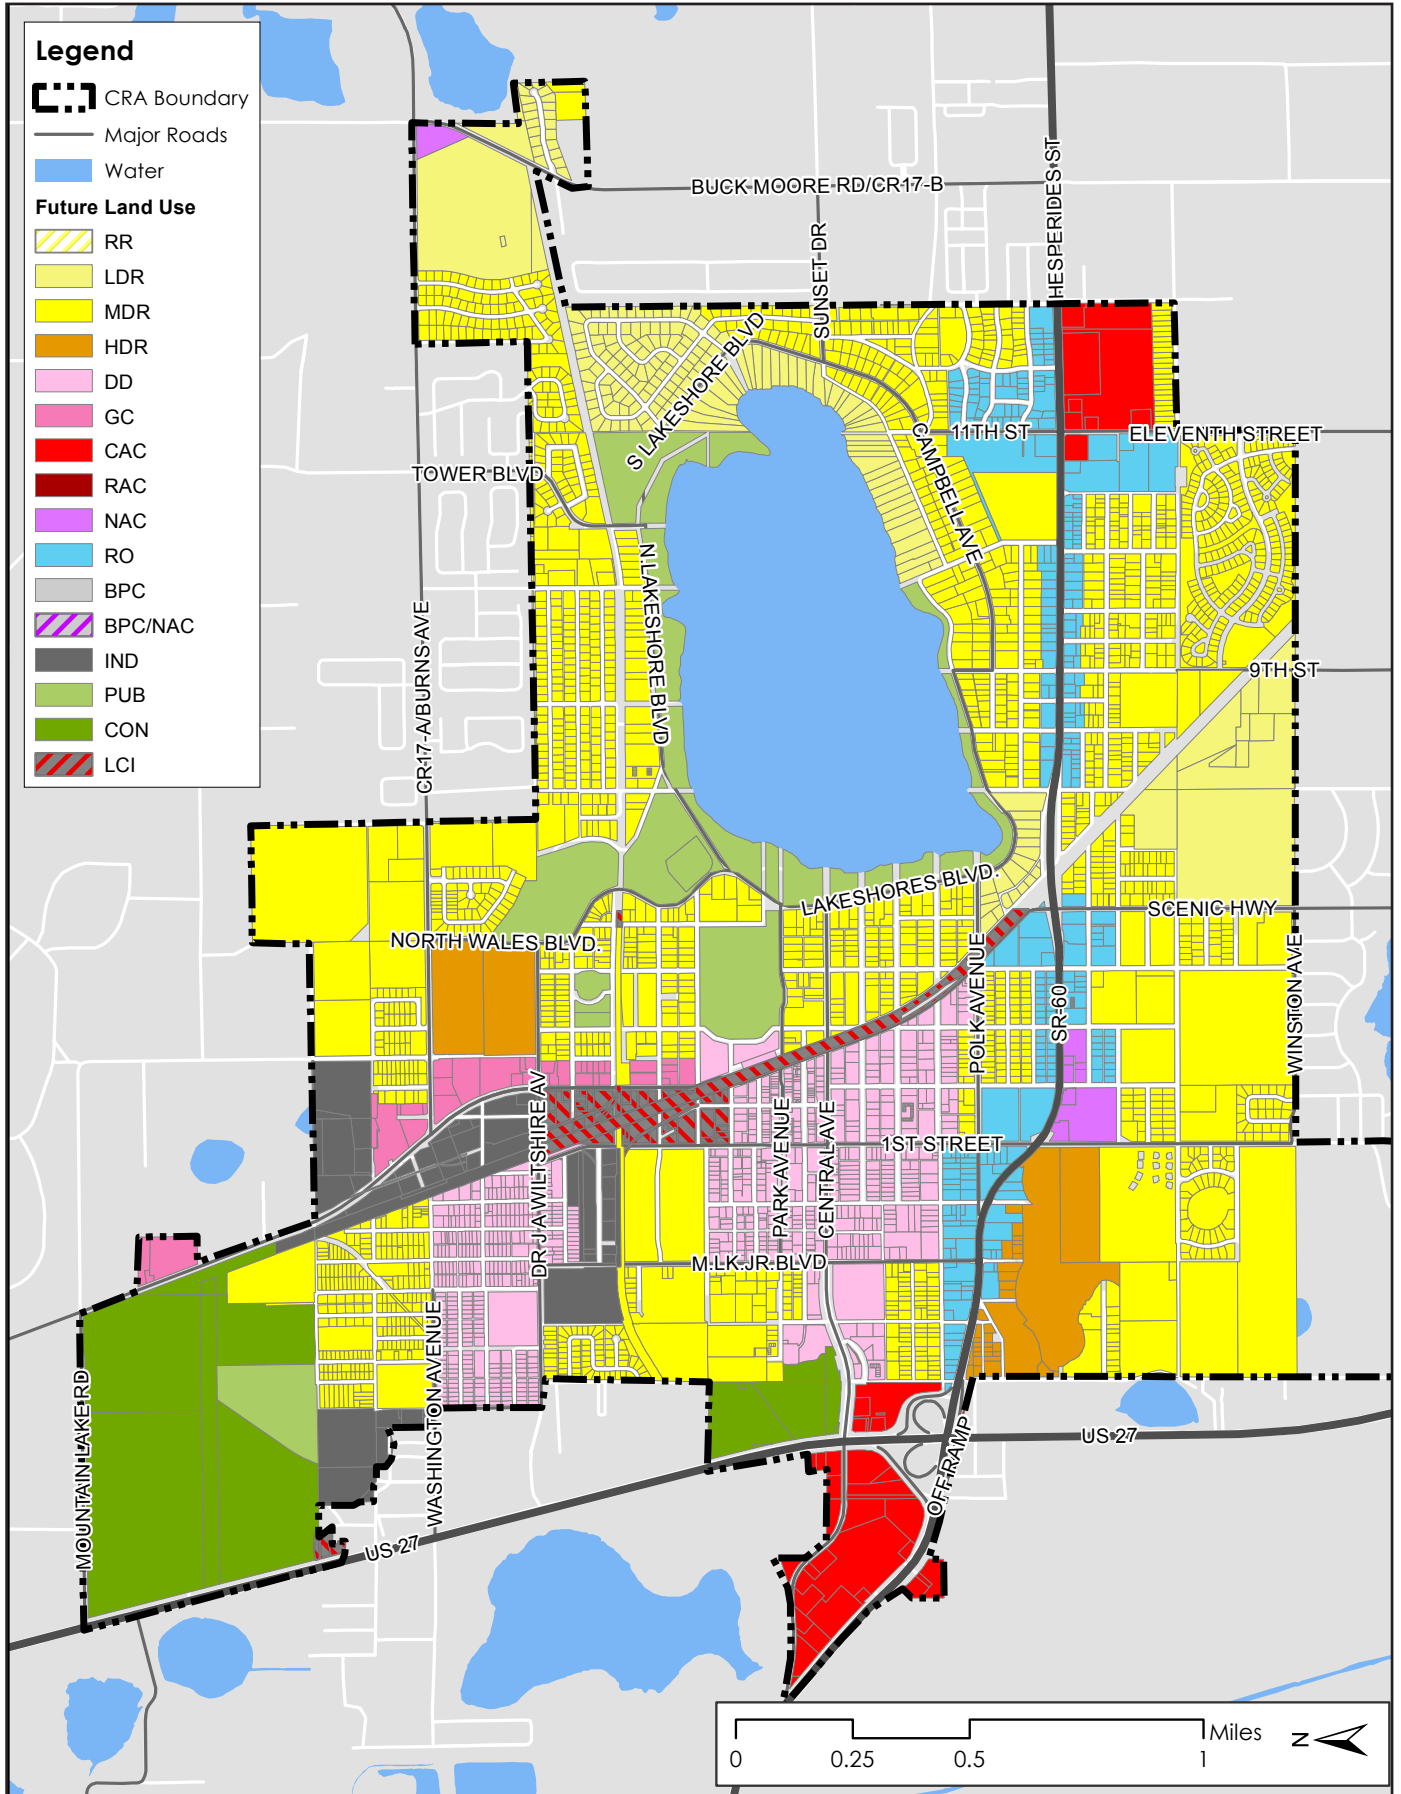 Legend
CRA Boundary
Major Roads
Water
Future Land Use
RR
LDR
MDR
HDR
DD
GC
CAC
RAC
NAC
RO
BPC
BPC/NAC
IND
PUB
CON
LCI
BUCK MOORE RD/CR17-B
HESPERIDES ST
SUNSET DR
S LAKESHORE BLVD
11TH ST
ELEVENTH STREET
TOWER BLVD
CAMPBELL AVE
N LAKESHORE BLVD
CR17-A/BURNS AVE
9TH ST
LAKESHORES BLVD.
SCENIC HWY
NORTH WALES BLVD.
POLK AVENUE
SR-60
WINSTON AVE
DR J A WILTSHIRE AV
PARK AVENUE
CENTRAL AVE
1ST STREET
M.LK.JR.BLVD
WASHINGTON AVENUE
MOUNTAIN LAKE RD
OFF RAMP
US 27
US 27
Miles
0 0.25 0.5 1
N